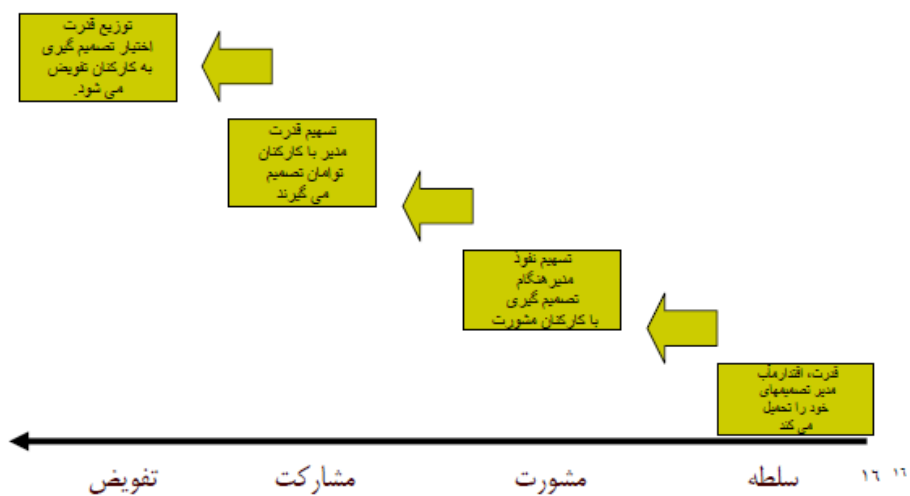 توزیع قدرت
اختیار تصمیم گیری
به کارکنان تفویض
می شود.
تسهیم قدرت
مدیر با کارکنان
توامان تصمیم
می گیرند
تسهیم نفوذ
مدیر هنگام
تصمیم گیری
با کارکنان مشورت
قدرت، اقتدارمآب
مدیر تصمیمهای
خود را تحمیل
می کند
سلطه
مشورت
مشارکت
تفویض
١٦ ١٦